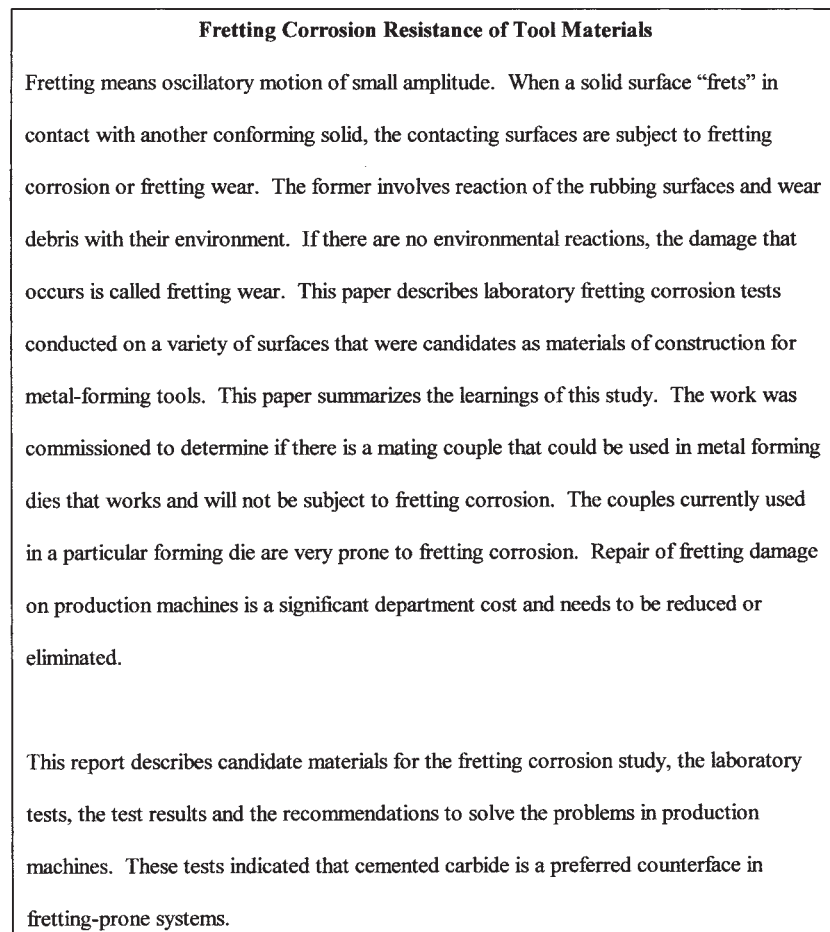 Fretting Corrosion Resistance of Tool Materials
Fretting means oscillatory motion of small amplitude. When a solid surface “frets” in
contact with another conforming solid, the contacting surfaces are subject to fretting
corrosion or fretting wear. The former involves reaction of the rubbing surfaces and wear
debris with their environment. If there are no environmental reactions, the damage that
occurs is called fretting wear. This paper describes laboratory fretting corrosion tests
conducted on a variety of surfaces that were candidates as materials of construction for
metal-forming tools. This paper summarizes the learnings of this study. The work was
commissioned to determine if there is a mating couple that could be used in metal forming
dies that works and will not be subject to fretting corrosion. The couples currently used
in a particular forming die are very prone to fretting corrosion. Repair of fretting damage
on production machines is a significant department cost and needs to be reduced or
eliminated.
This report describes candidate materials for the fretting corrosion study, the laboratory
tests, the test results and the recommendations to solve the problems in production
machines. These tests indicated that cemented carbide is a preferred counterface in
fretting-prone systems.